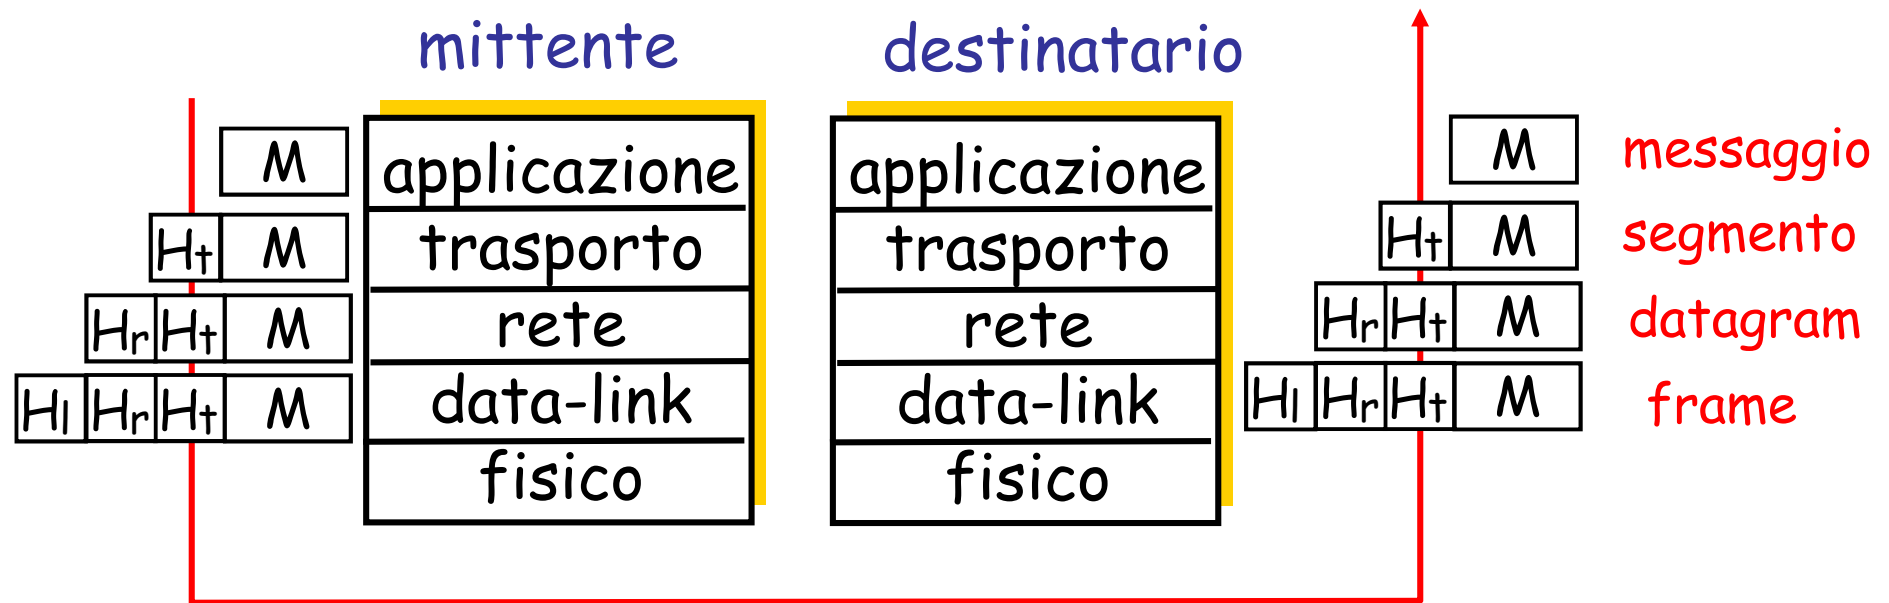 mittente destinatario
M applicazione applicazione M messaggio
Ht M trasporto trasporto Ht M segmento
Hr Ht M rete rete Hr Ht M datagram
Hl Hr Ht M data-link data-link Hl Hr Ht M frame
fisico fisico